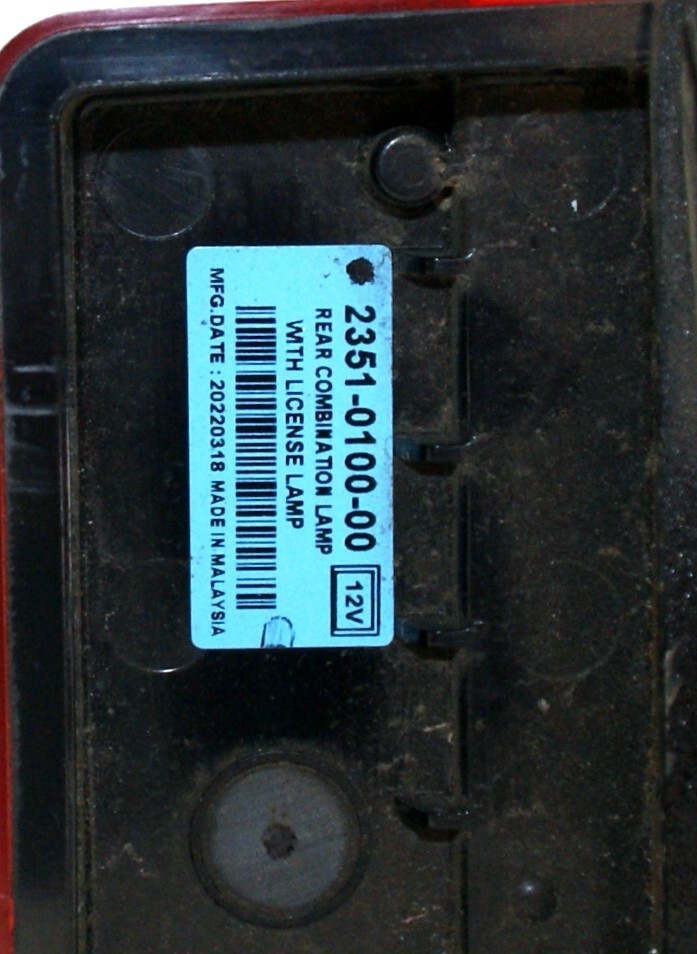 2351-0100-00
REAR COMBINATION LAMP
WITH LICENSE LAMP
12V
MFG.DATE : 20220318 MADE IN MALAYSIA